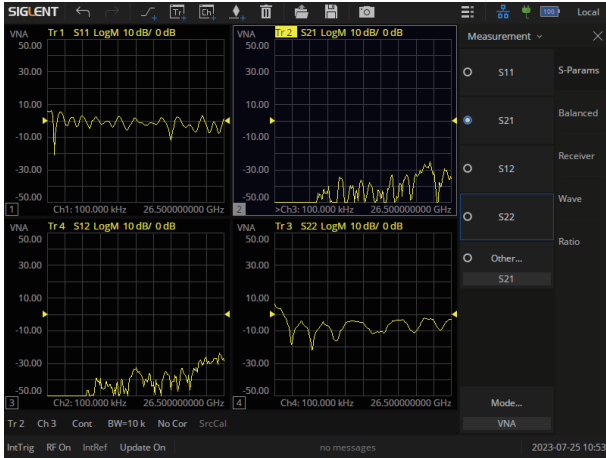 SIGLENT Tr Ch 100 Local
VNA Tr 1 S11 LogM 10 dB/ 0 dB
50.00
30.00
10.00
-10.00
-30.00
-50.00
1 Ch1: 100.000 kHz 26.500000000 GHz
VNA Tr 2 S21 LogM 10 dB/ 0 dB
50.00
30.00
10.00
-10.00
-30.00
-50.00
2 >Ch3: 100.000 kHz 26.500000000 GHz
VNA Tr 4 S12 LogM 10 dB/ 0 dB
50.00
30.00
10.00
-10.00
-30.00
-50.00
3 Ch2: 100.000 kHz 26.500000000 GHz
VNA Tr 3 S22 LogM 10 dB/ 0 dB
50.00
30.00
10.00
-10.00
-30.00
-50.00
4 Ch4: 100.000 kHz 26.500000000 GHz
Measurement
S11
S21
S12
S22
Other...
S21
Mode...
VNA
S-Params
Balanced
Receiver
Wave
Ratio
Tr 2 Ch 3 Cont BW=10 k No Cor SrcCal
IntTrig RF On IntRef Update On no messages 2023-07-25 10:53